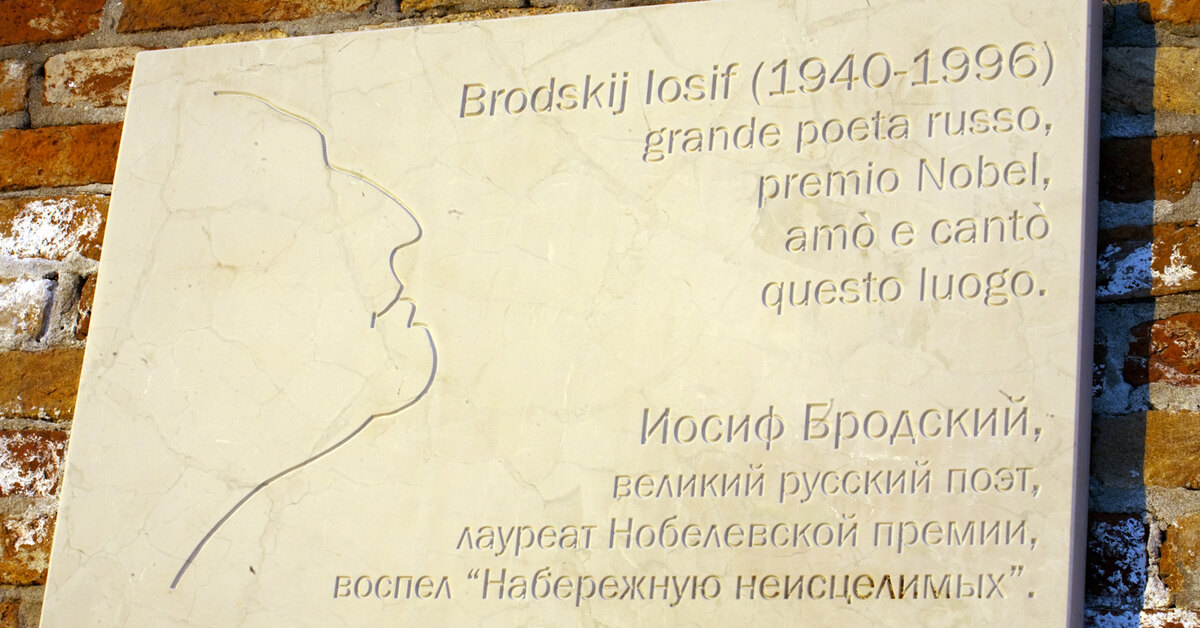 Brodskij Iosif (1940-1996)
grande poeta russo,
premio Nobel,
amò e cantò
questo luogo.
Иосиф Бродский,
великий русский поэт,
лауреат Нобелевской премии,
воспел “Набережную неисцелимых”.